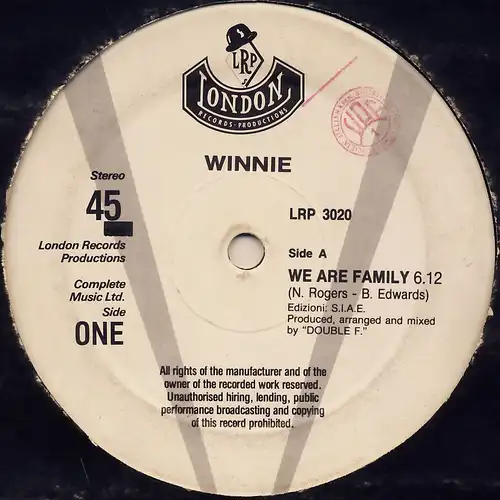 LRP
LONDON
RECORDS·PRODUCTIONS
WINNIE
Stereo
45
London Records
Productions
Complete
Music Ltd.
Side
ONE
LRP 3020
Side A
WE ARE FAMILY 6.12
(N. Rogers - B. Edwards)
Edizioni: S.I.A.E.
Produced, arranged and mixed
by "DOUBLE F."
All rights of the manufacturer and of the
owner of the recorded work reserved.
Unauthorised hiring, lending, public
performance broadcasting and copying
of this record prohibited.